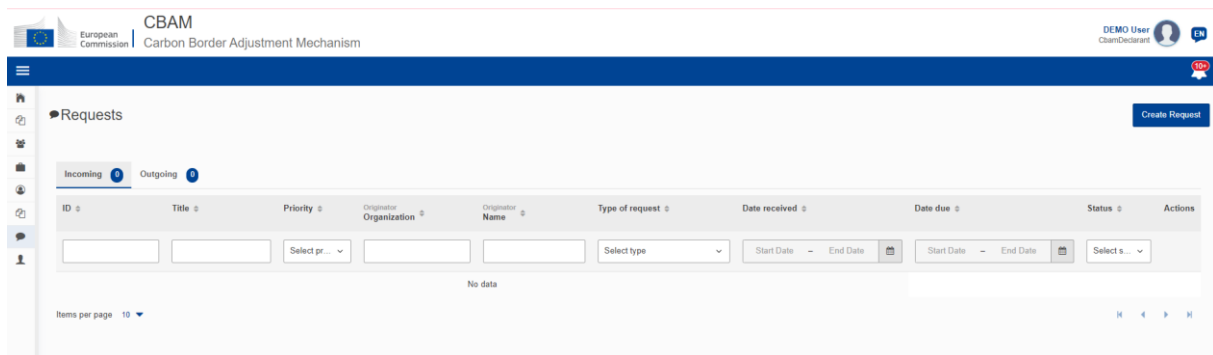 European
Commission
CBAM
Carbon Border Adjustment Mechanism
DEMO User
CbamDeclarant
EN
10+
Requests
Create Request
Incoming 0 Outgoing 0
ID Title Priority Originator Organization Originator Name Type of request Date received Date due Status Actions
Select pr... Select type Start Date – End Date Start Date – End Date Select s...
No data
Items per page 10